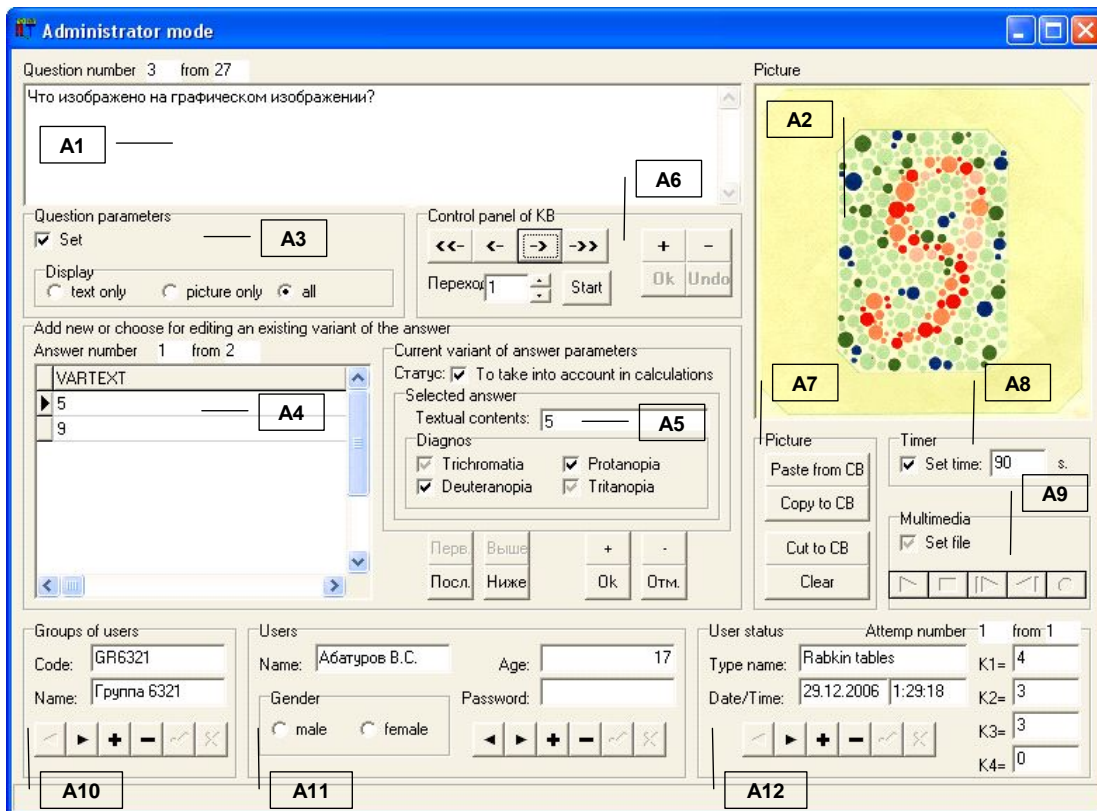 Administrator mode
Question number 3 from 27
Что изображено на графическом изображении?
A1
Picture
A2
A6
Question parameters
Set
A3
Display
text only picture only all
Control panel of KB
<<- <- -> ->> + -
Переход 1 Start Ok Undo
Add new or choose for editing an existing variant of the answer
Answer number 1 from 2
VARTEXT
5
9
A4
Current variant of answer parameters
Статус: To take into account in calculations
Selected answer
Textual contents: 5
A5
Diagnos
Trichromatia Protanopia
Deuteranopia Tritanopia
Перв. Выше + -
Посл. Ниже Ok Отм.
A7
A8
Picture
Paste from CB
Copy to CB
Cut to CB
Clear
Timer
Set time: 90 s.
A9
Multimedia
Set file
Groups of users
Code: GR6321
Name: Группа 6321
A10
Users
Name: Абатуров В.С. Age: 17
Gender
male female
Password:
A11
User status Attemp number 1 from 1
Type name: Rabkin tables
Date/Time: 29.12.2006 1:29:18
K1= 4
K2= 3
K3= 3
K4= 0
A12